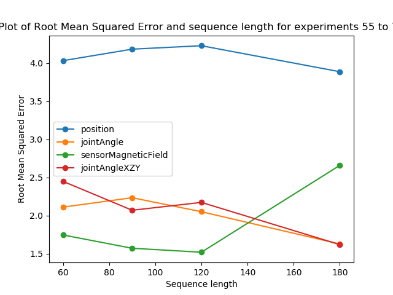 Plot of Root Mean Squared Error and sequence length for experiments 55 to
Root Mean Squared Error
4.0
3.5
3.0
2.5
2.0
1.5
position
jointAngle
sensorMagneticField
jointAngleXZY
60
80
100
120
140
160
180
Sequence length